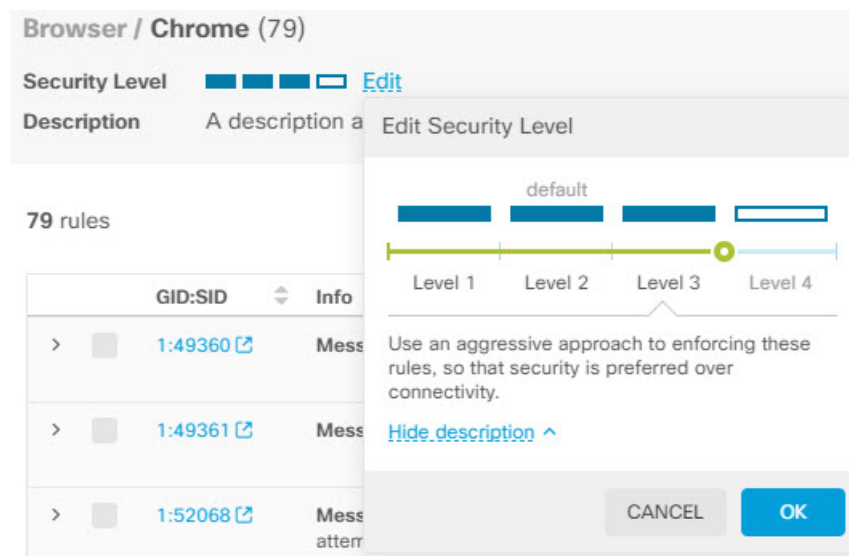 Browser / Chrome (79)
Security Level Edit
Description A description a
Edit Security Level
default
Level 1 Level 2 Level 3 Level 4
Use an aggressive approach to enforcing these
rules, so that security is preferred over
connectivity.
Hide description
CANCEL OK
79 rules
GID:SID Info
1:49360 Mess
1:49361 Mess
1:52068 Mess
attem